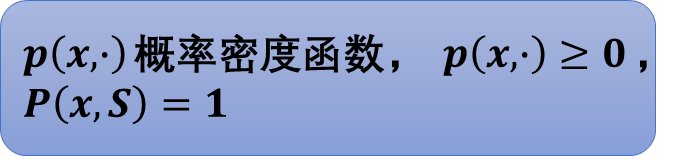 p(x,·) 概率密度函数， p(x,·) ≥ 0，
P(x, S) = 1